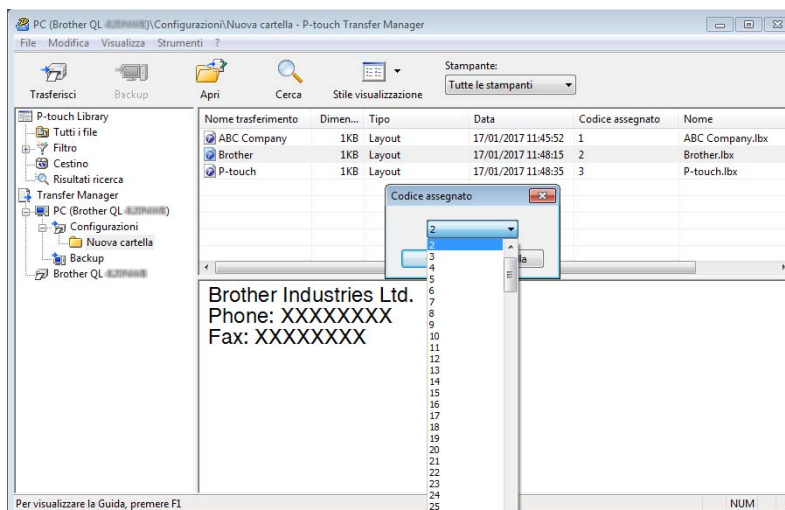 PC (Brother QL )\Configurazioni\Nuova cartella - P-touch Transfer Manager
File Modifica Visualizza Strumenti ?
Trasferisci Backup Apri Cerca Stile visualizzazione
Stampante:
Tutte le stampanti
P-touch Library
Tutti i file
Filtro
Cestino
Risultati ricerca
Transfer Manager
PC (Brother QL )
Configurazioni
Nuova cartella
Backup
Brother QL
Nome trasferimento Dimen... Tipo Data Codice assegnato Nome
ABC Company 1KB Layout 17/01/2017 11:45:52 1 ABC Company.lbx
Brother 1KB Layout 17/01/2017 11:48:15 2 Brother.lbx
P-touch 1KB Layout 17/01/2017 11:48:35 3 P-touch.lbx
Codice assegnato
2
2
3
4
5
6
7
8
9
10
11
12
13
14
15
16
17
18
19
20
21
22
23
24
25
Brother Industries Ltd.
Phone: XXXXXXXX
Fax: XXXXXXXX
Per visualizzare la Guida, premere F1
NUM